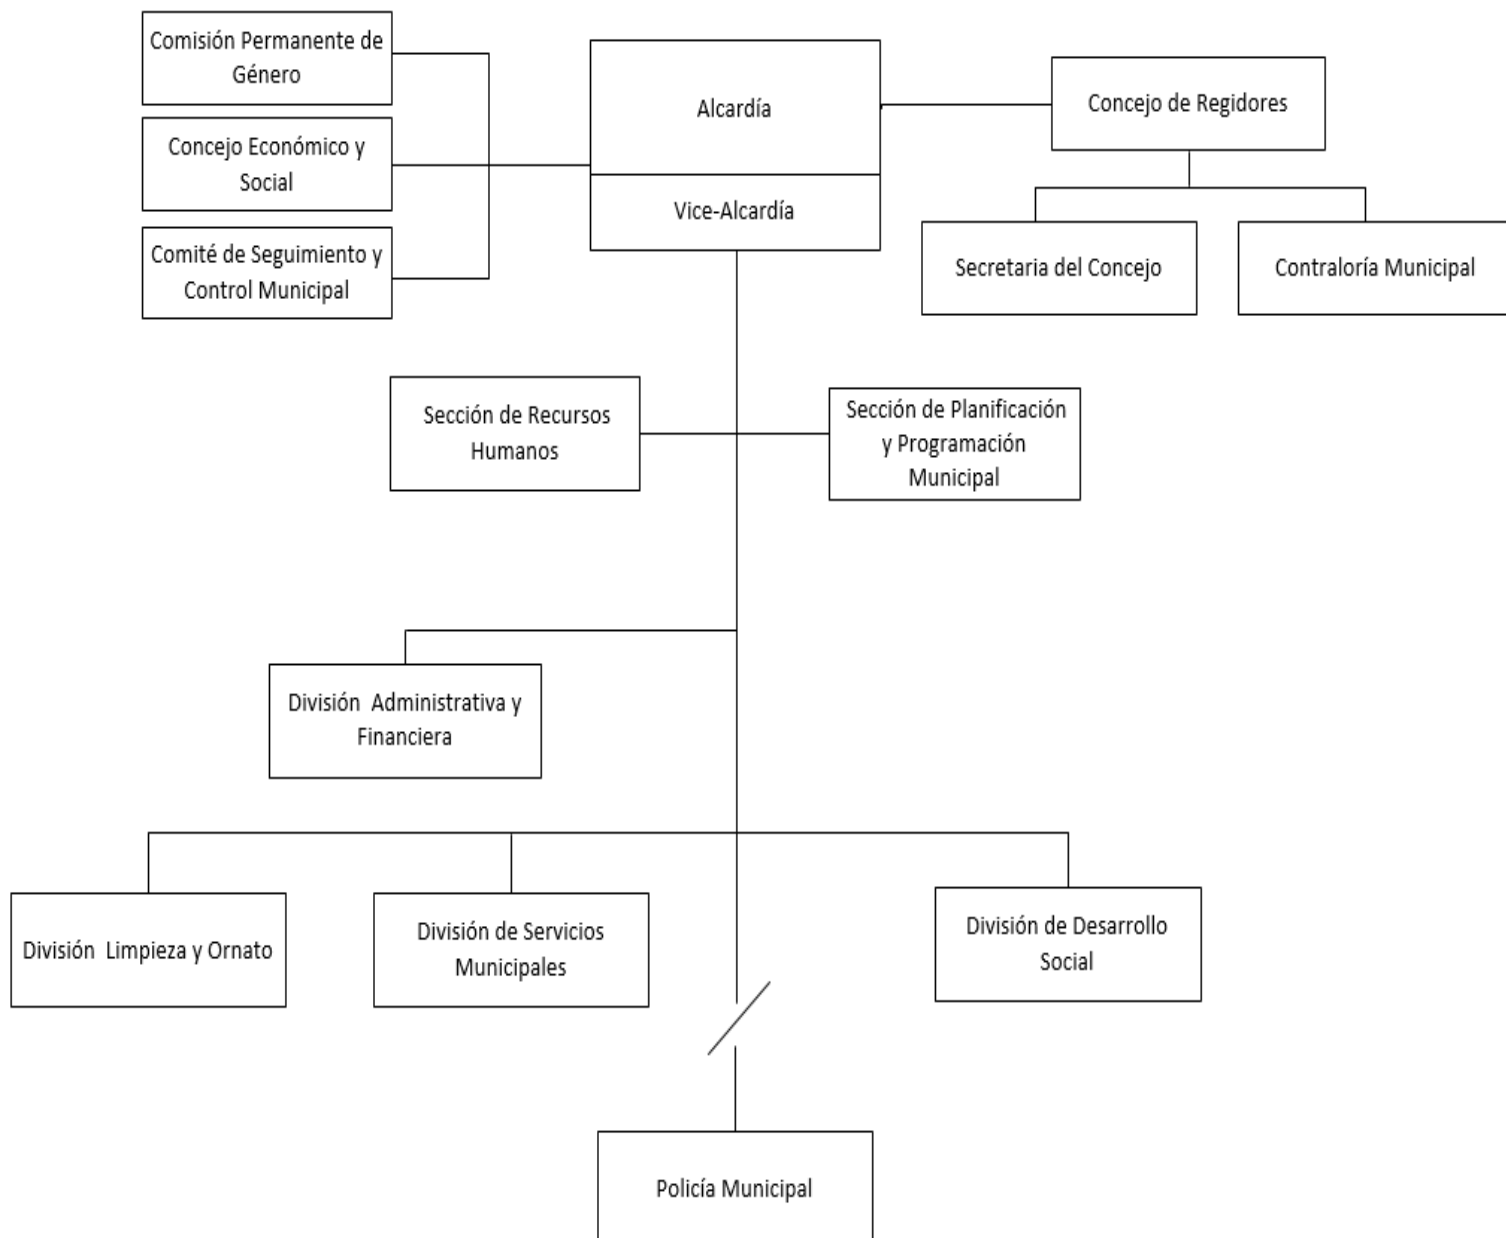 Comisión Permanente de
Género
Concejo Económico y
Social
Comité de Seguimiento y
Control Municipal
Alcardía
Vice-Alcardía
Concejo de Regidores
Secretaria del Concejo
Contraloría Municipal
Sección de Recursos
Humanos
Sección de Planificación
y Programación
Municipal
División  Administrativa y
Financiera
División  Limpieza y Ornato
División de Servicios
Municipales
División de Desarrollo
Social
Policía Municipal